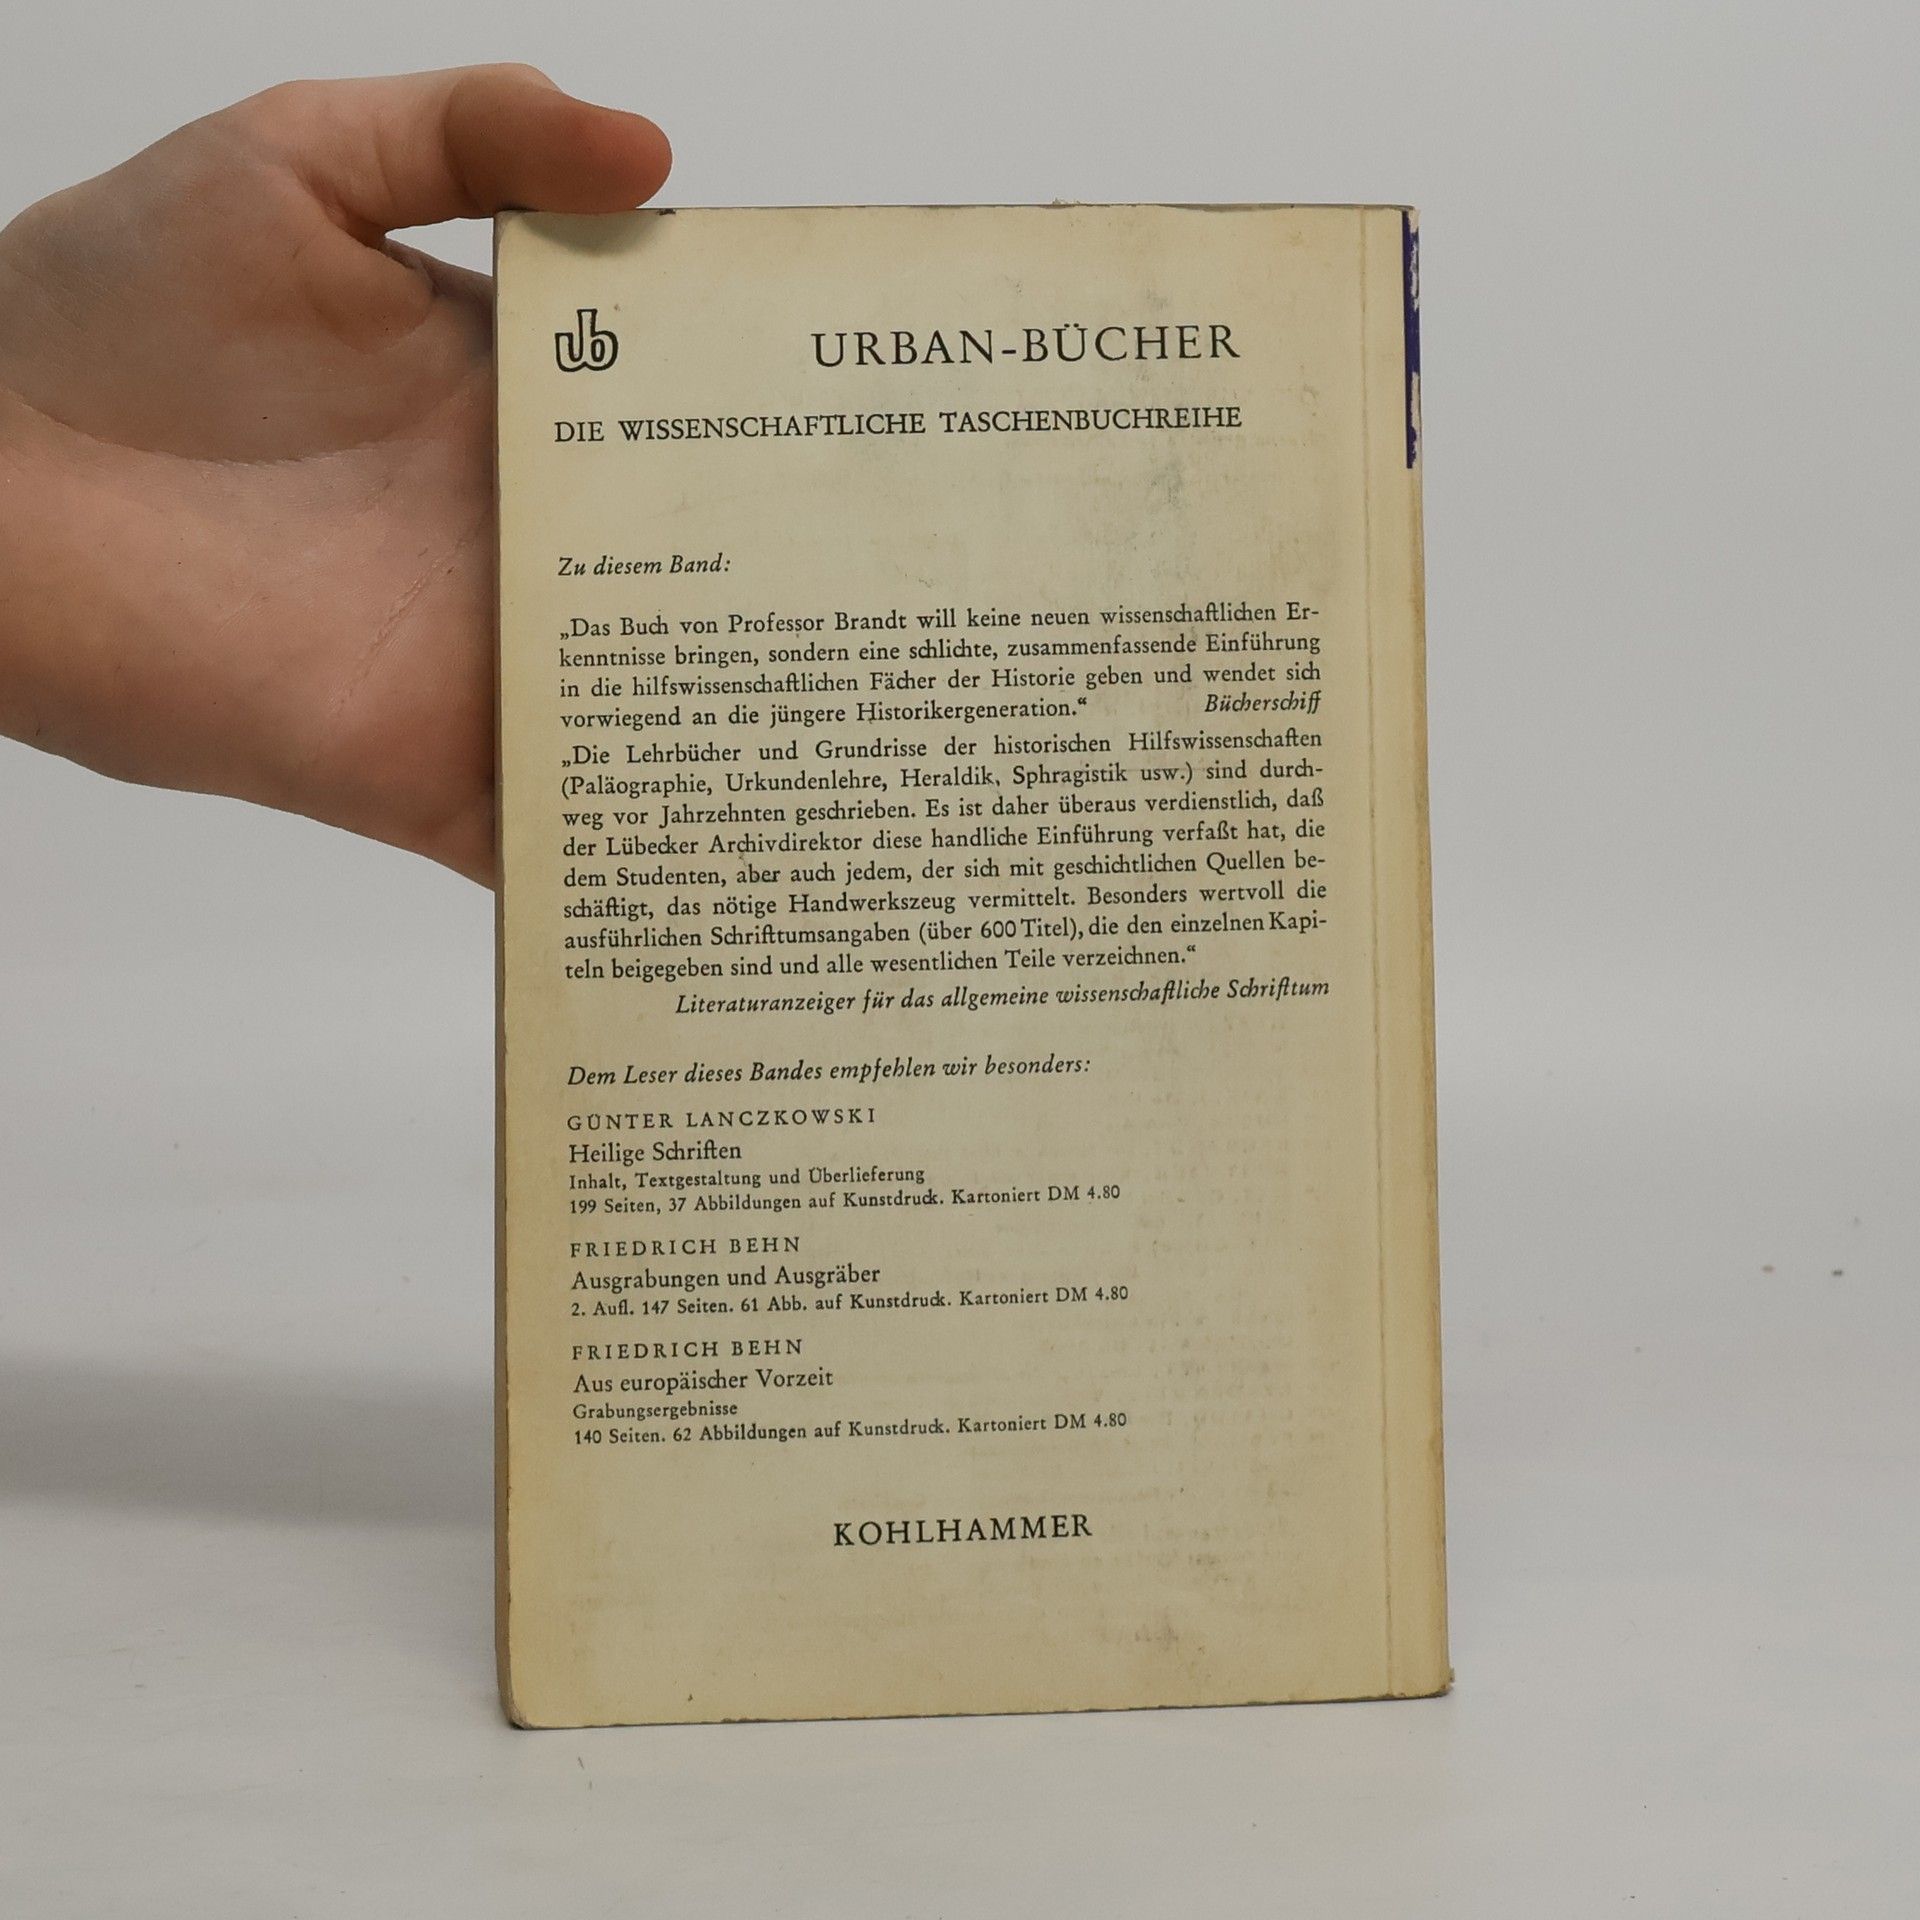 ub
URBAN-BÜCHER
DIE WISSENSCHAFTLICHE TASCHENBUCHREIHE
Zu diesem Band:
„Das Buch von Professor Brandt will keine neuen wissenschaftlichen Er-
kenntnisse bringen, sondern eine schlichte, zusammenfassende Einführung
in die hilfswissenschaftlichen Fächer der Historie geben und wendet sich
vorwiegend an die jüngere Historikergeneration.“ Bücherschiff
„Die Lehrbücher und Grundrisse der historischen Hilfswissenschaften
(Paläographie, Urkundenlehre, Heraldik, Sphragistik usw.) sind durch-
weg vor Jahrzehnten geschrieben. Es ist daher überaus verdienstlich, daß
der Lübecker Archivdirektor diese handliche Einführung verfaßt hat, die
dem Studenten, aber auch jedem, der sich mit geschichtlichen Quellen be-
schäftigt, das nötige Handwerkszeug vermittelt. Besonders wertvoll die
ausführlichen Schrifttumsangaben (über 600 Titel), die den einzelnen Kapi-
teln beigegeben sind und alle wesentlichen Teile verzeichnen.“
Literaturanzeiger für das allgemeine wissenschaftliche Schrifttum
Dem Leser dieses Bandes empfehlen wir besonders:
GÜNTER LANCZKOWSKI
Heilige Schriften
Inhalt, Textgestaltung und Überlieferung
199 Seiten, 37 Abbildungen auf Kunstdruck. Kartoniert DM 4.80
FRIEDRICH BEHN
Ausgrabungen und Ausgräber
2. Aufl. 147 Seiten. 61 Abb. auf Kunstdruck. Kartoniert DM 4.80
FRIEDRICH BEHN
Aus europäischer Vorzeit
Grabungsergebnisse
140 Seiten. 62 Abbildungen auf Kunstdruck. Kartoniert DM 4.80
KOHLHAMMER